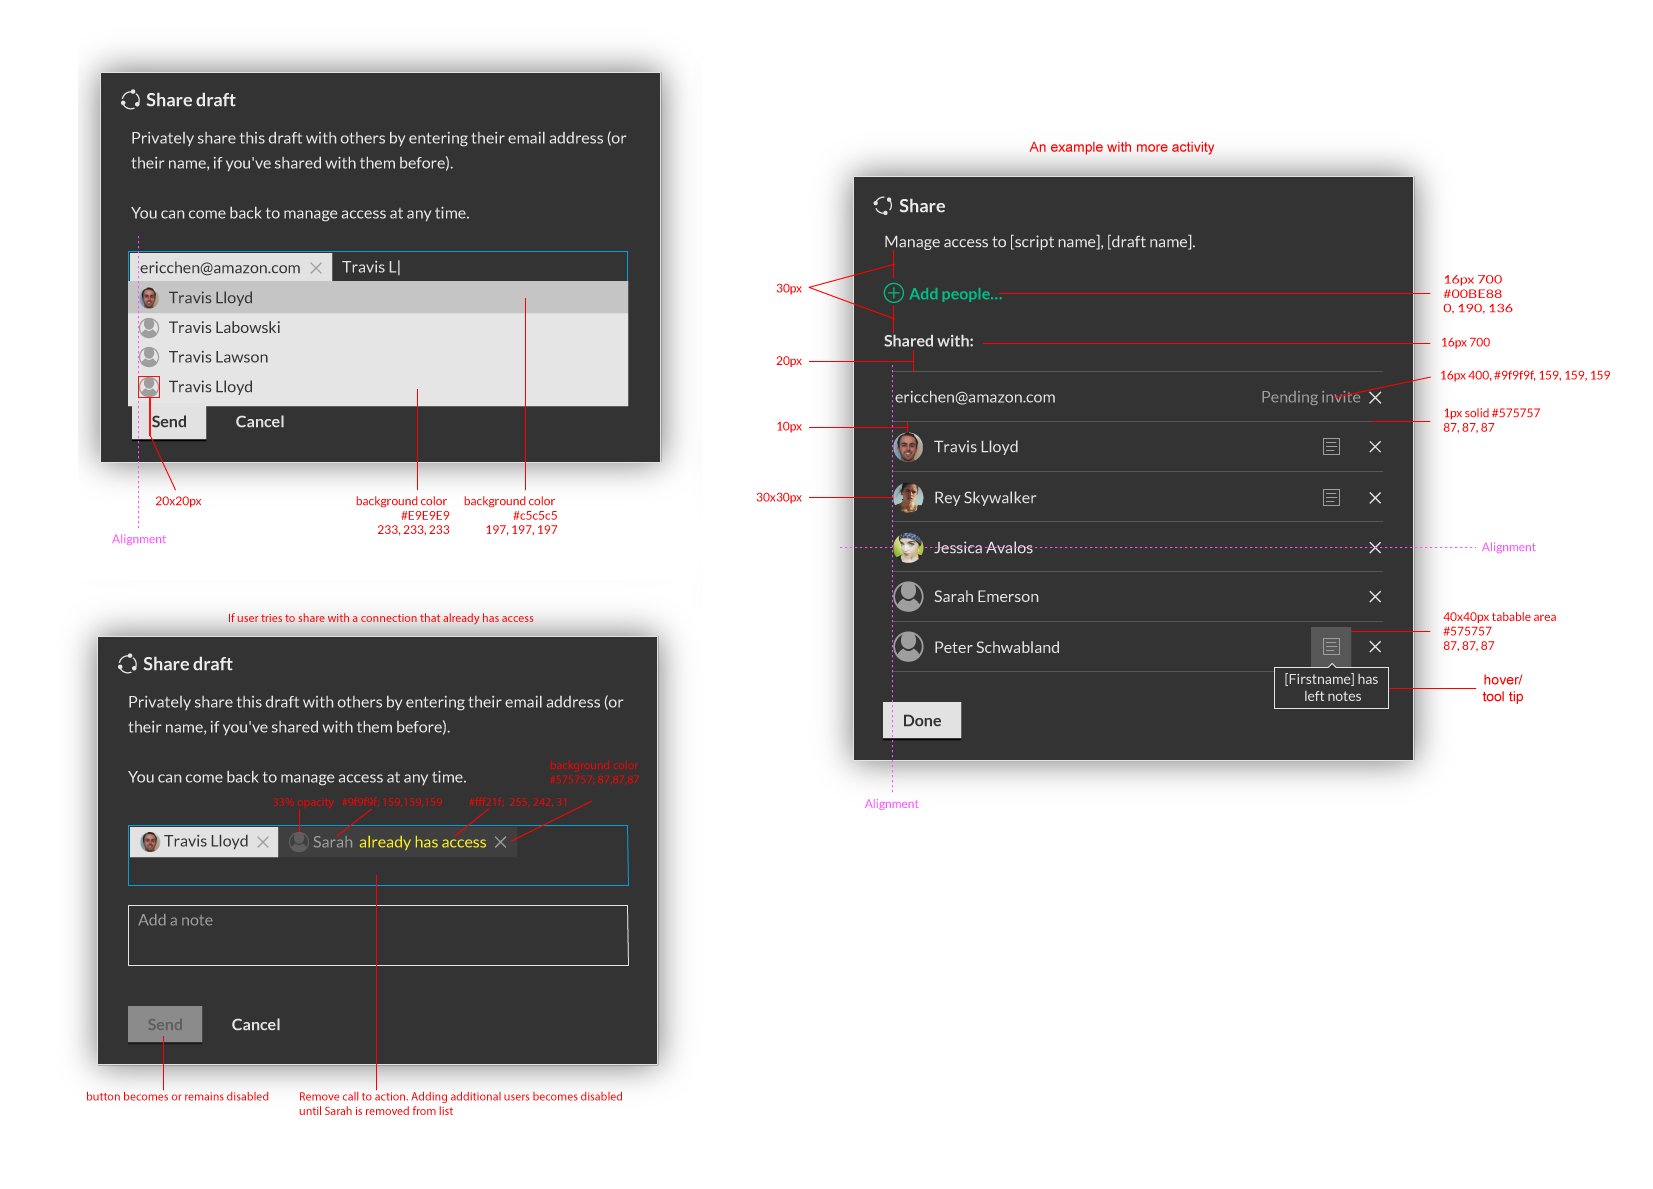 Share draft
Privately share this draft with others by entering their email address (or
their name, if you've shared with them before).
You can come back to manage access at any time.
ericchen@amazon.com
Travis L|
Travis Lloyd
Travis Labowski
Travis Lawson
Travis Lloyd
Send
Cancel
20x20px
background color
#E9E9E9
233, 233, 233
background color
#c5c5c5
197, 197, 197
Alignment
If user tries to share with a connection that already has access
Share draft
Privately share this draft with others by entering their email address (or
their name, if you've shared with them before).
You can come back to manage access at any time.
background color
#575757; 87,87,87
33% opacity
#9f9f9f; 159,159,159
#fff21f, 255, 242, 31
Travis Lloyd
Sarah already has access
Add a note
Send
Cancel
button becomes or remains disabled
Remove call to action. Adding additional users becomes disabled
until Sarah is removed from list
An example with more activity
Share
Manage access to [script name], [draft name].
30px
Add people...
16px 700
#00BE88
0, 190, 136
Shared with:
16px 700
20px
16px 400, #9f9f9f, 159, 159, 159
ericchen@amazon.com
Pending invite
1px solid #575757
87, 87, 87
10px
Travis Lloyd
30x30px
Rey Skywalker
Jessica Avalos
Alignment
Sarah Emerson
40x40px tabable area
#575757
87, 87, 87
Peter Schwabland
[Firstname] has
left notes
hover/
tool tip
Done
Alignment